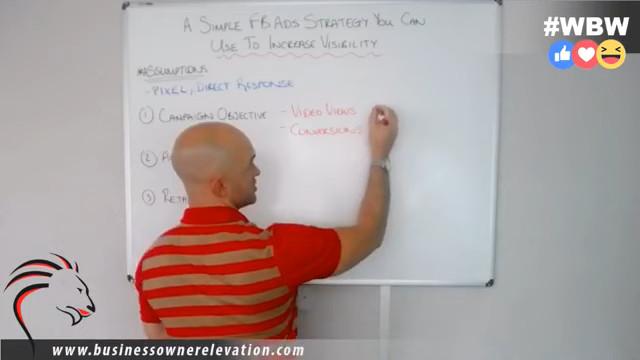 #WBW
A SIMPLE FB ADS STRATEGY YOU CAN
USE TO INCREASE VISIBILITY
#ASSUMPTIONS
- PIXEL, DIRECT RESPONSE
1 CAMPAIGN OBJECTIVE - VIDEO VIEWS
- CONVERSIONS
2
3
www.businessownerelevation.com